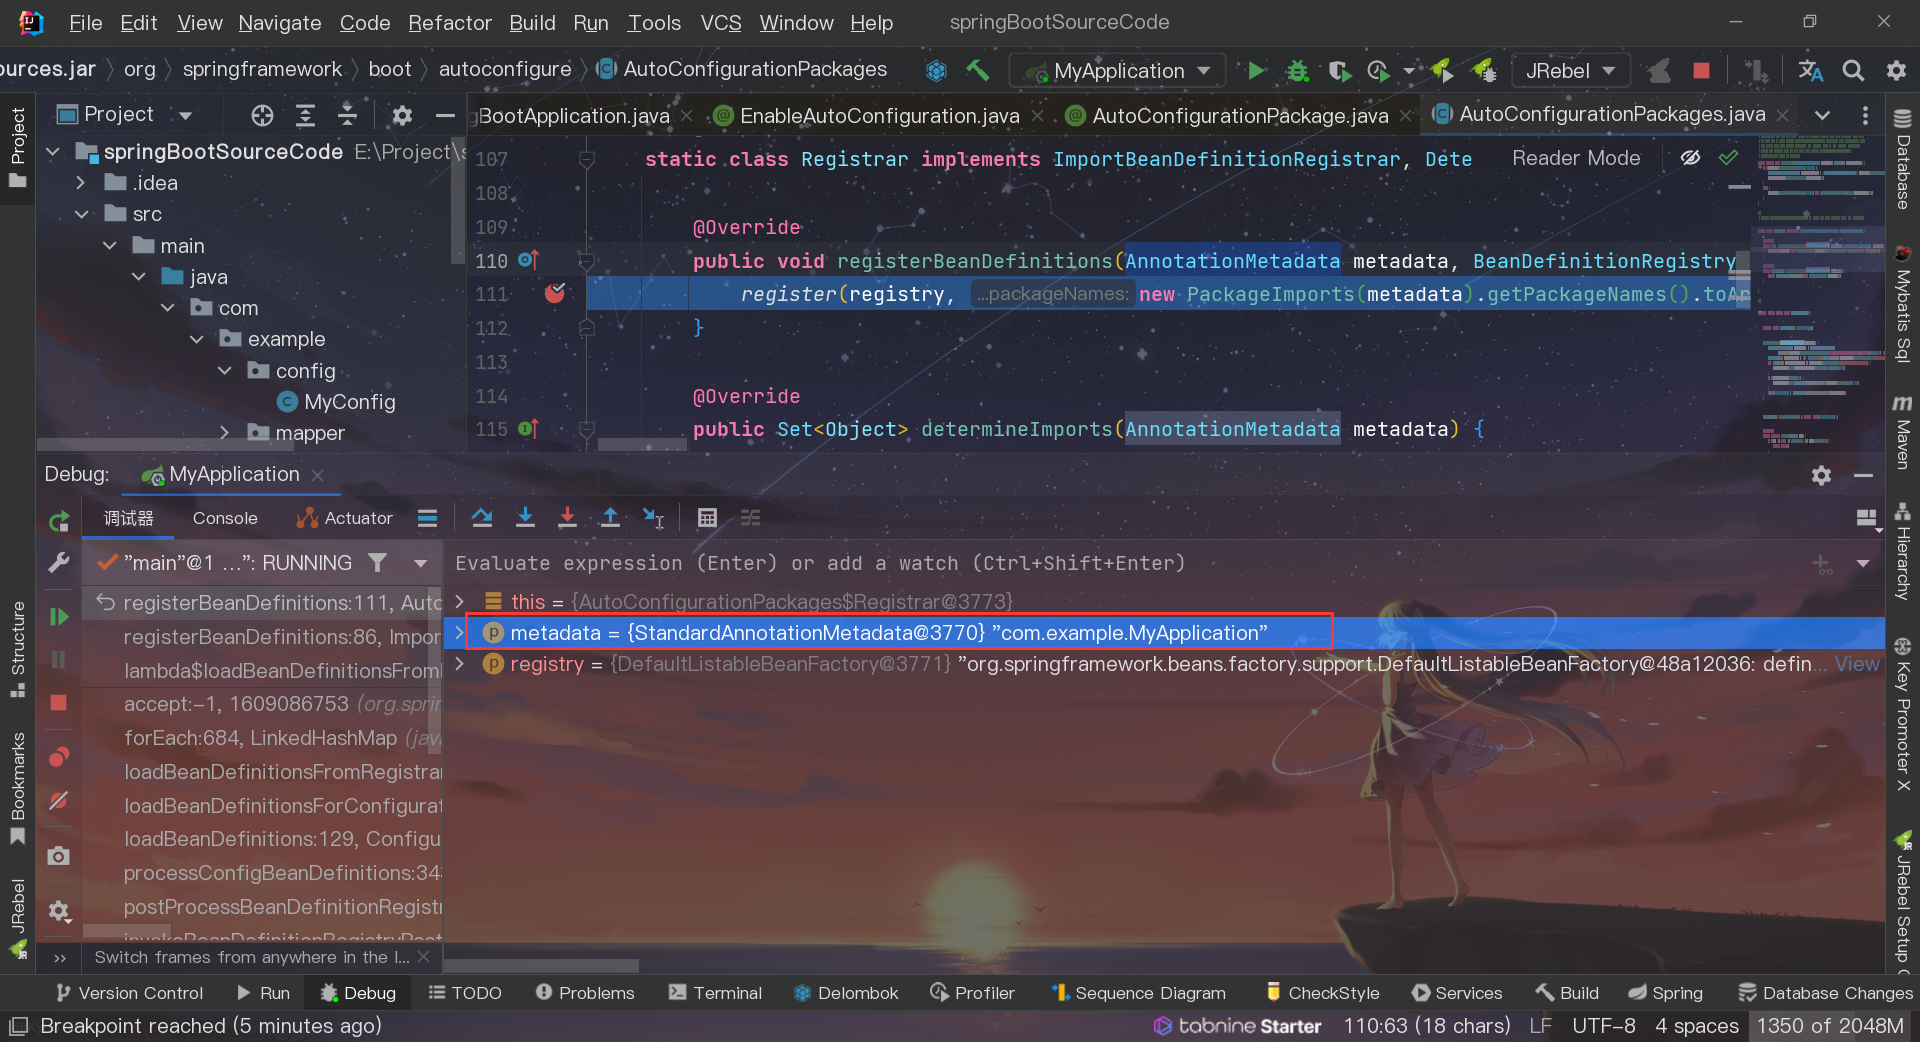 File Edit View Navigate Code Refactor Build Run Tools VCS Window Help springBootSourceCode
ources.jar org springframework boot autoconfigure AutoConfigurationPackages MyApplication JRebel
Project
BootApplication.java EnableAutoConfiguration.java AutoConfigurationPackage.java AutoConfigurationPackages.java
springBootSourceCode E:\Project\s
.idea
src
main
java
com
example
config
MyConfig
mapper
107 static class Registrar implements ImportBeanDefinitionRegistrar, Dete Reader Mode
108
109 @Override
110 public void registerBeanDefinitions(AnnotationMetadata metadata, BeanDefinitionRegistry
111 register(registry, ...packageNames: new PackageImports(metadata).getPackageNames().toAr
112 }
113
114 @Override
115 public Set<Object> determineImports(AnnotationMetadata metadata) {
Debug: MyApplication
调试器 Console Actuator
"main"@1 ...": RUNNING
Evaluate expression (Enter) or add a watch (Ctrl+Shift+Enter)
registerBeanDefinitions:111, Auto
registerBeanDefinitions:86, Impor
lambda$loadBeanDefinitionsFrom
accept:-1, 1609086753 (org.sprin
forEach:684, LinkedHashMap (java
loadBeanDefinitionsFromRegistrar
loadBeanDefinitionsForConfigurat
loadBeanDefinitions:129, Configu
processConfigBeanDefinitions:343
postProcessBeanDefinitionRegistr
invokeBeanDefinitionRegistryPost
Switch frames from anywhere in the I...
this = {AutoConfigurationPackages$Registrar@3773}
metadata = {StandardAnnotationMetadata@3770} "com.example.MyApplication"
registry = {DefaultListableBeanFactory@3771} "org.springframework.beans.factory.support.DefaultListableBeanFactory@48a12036: defin... View
Project
Structure
Bookmarks
JRebel
Database
Mybatis Sql
Maven
Hierarchy
Key Promoter X
JRebel Setup
Version Control Run Debug TODO Problems Terminal Delombok Profiler Sequence Diagram CheckStyle Services Build Spring Database Changes
Breakpoint reached (5 minutes ago) tabnine Starter 110:63 (18 chars) LF UTF-8 4 spaces 1350 of 2048M